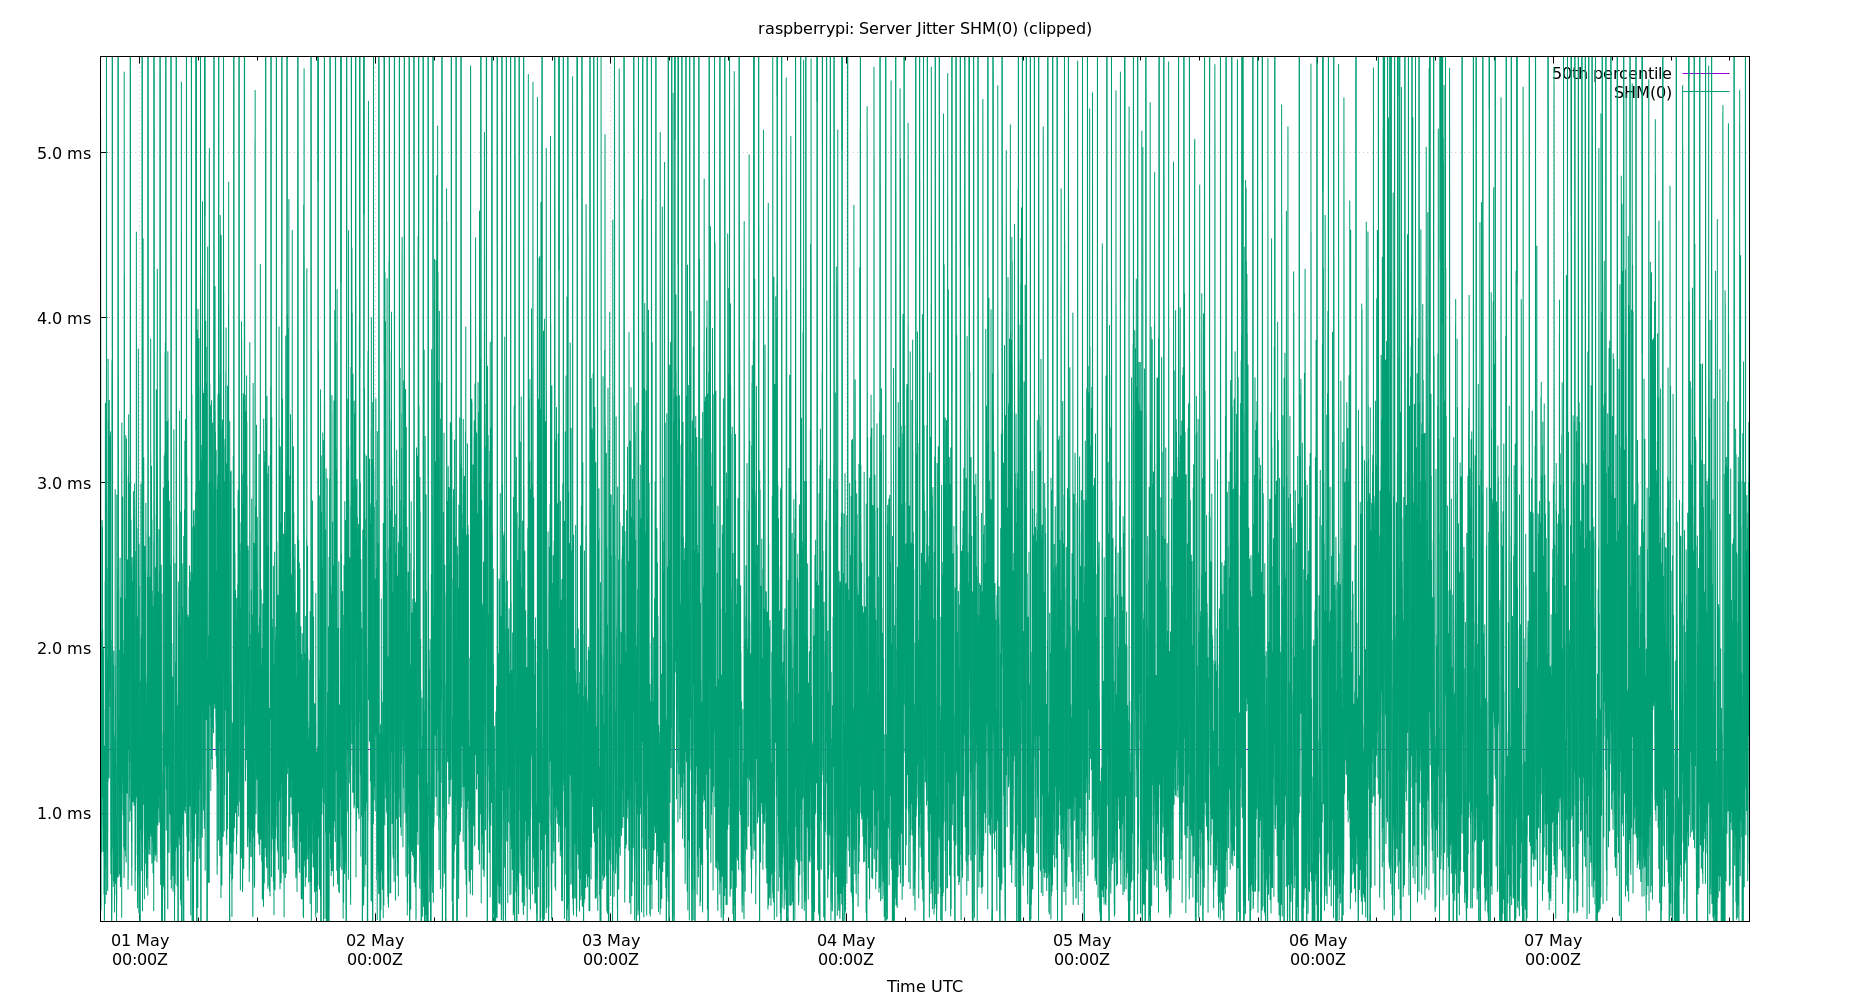 raspberrypi: Server Jitter SHM(0) (clipped)
50th percentile
SHM(0)
5.0 ms
4.0 ms
3.0 ms
2.0 ms
1.0 ms
01 May 02 May 03 May 04 May 05 May 06 May 07 May
00:00Z 00:00Z 00:00Z 00:00Z 00:00Z 00:00Z 00:00Z
Time UTC